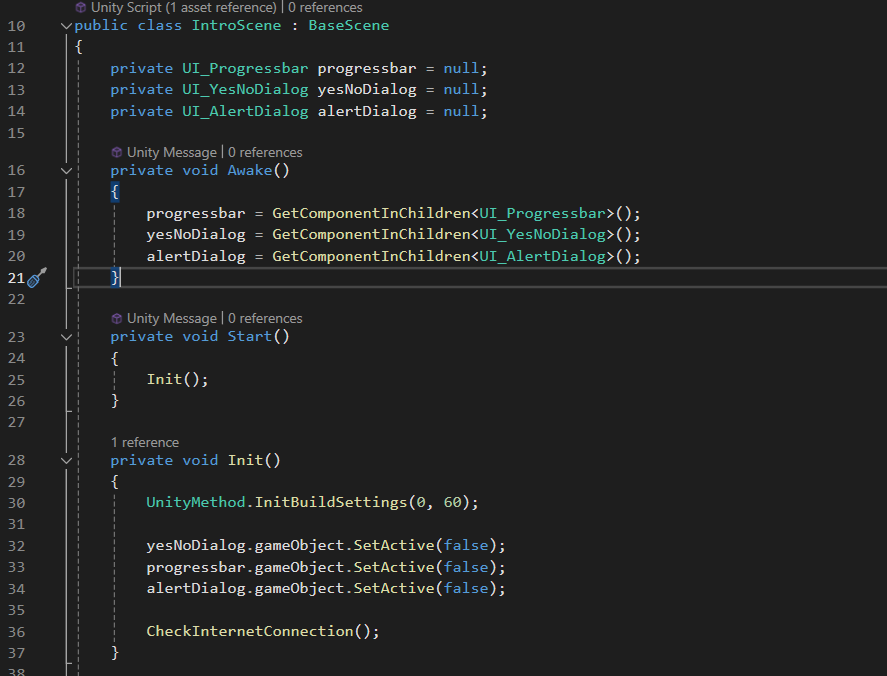 Unity Script (1 asset reference) | 0 references
10 public class IntroScene : BaseScene
11 {
12 private UI_Progressbar progressbar = null;
13 private UI_YesNoDialog yesNoDialog = null;
14 private UI_AlertDialog alertDialog = null;
15
Unity Message | 0 references
16 private void Awake()
17 {
18 progressbar = GetComponentInChildren<UI_Progressbar>();
19 yesNoDialog = GetComponentInChildren<UI_YesNoDialog>();
20 alertDialog = GetComponentInChildren<UI_AlertDialog>();
21 }
22
Unity Message | 0 references
23 private void Start()
24 {
25 Init();
26 }
27
1 reference
28 private void Init()
29 {
30 UnityMethod.InitBuildSettings(0, 60);
31
32 yesNoDialog.gameObject.SetActive(false);
33 progressbar.gameObject.SetActive(false);
34 alertDialog.gameObject.SetActive(false);
35
36 CheckInternetConnection();
37 }
38